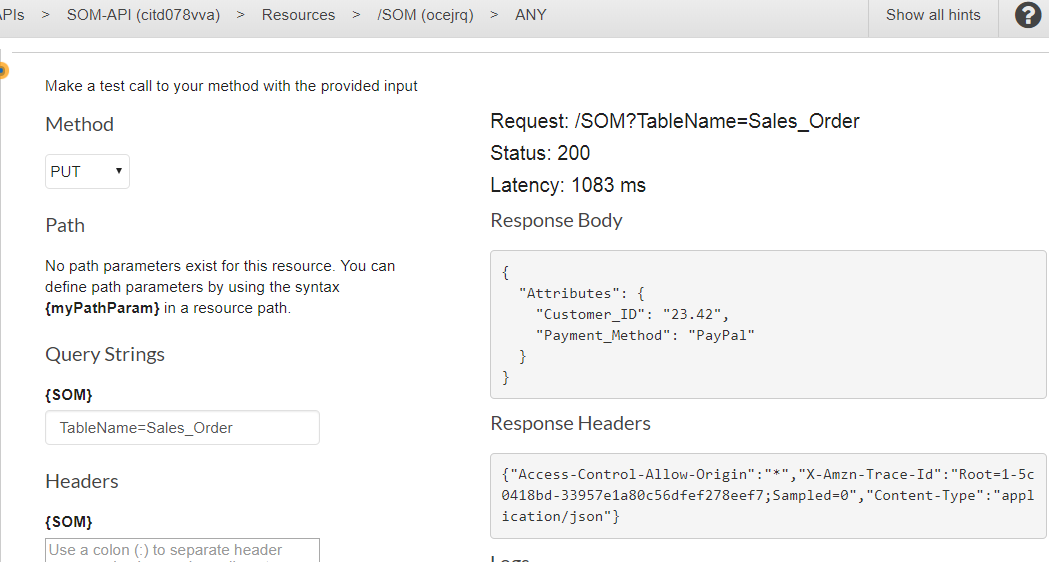 APIs > SOM-API (citd078vva) > Resources > /SOM (ocejrq) > ANY
Show all hints
?
Make a test call to your method with the provided input
Method
PUT
Path
No path parameters exist for this resource. You can
define path parameters by using the syntax
{myPathParam} in a resource path.
Query Strings
{SOM}
TableName=Sales_Order
Headers
{SOM}
Use a colon (:) to separate header
Request: /SOM?TableName=Sales_Order
Status: 200
Latency: 1083 ms
Response Body
{
"Attributes": {
"Customer_ID": "23.42",
"Payment_Method": "PayPal"
}
}
Response Headers
{"Access-Control-Allow-Origin":"*","X-Amzn-Trace-Id":"Root=1-5c
0418bd-33957e1a80c56dfef278eef7;Sampled=0","Content-Type":"appl
ication/json"}
Logs